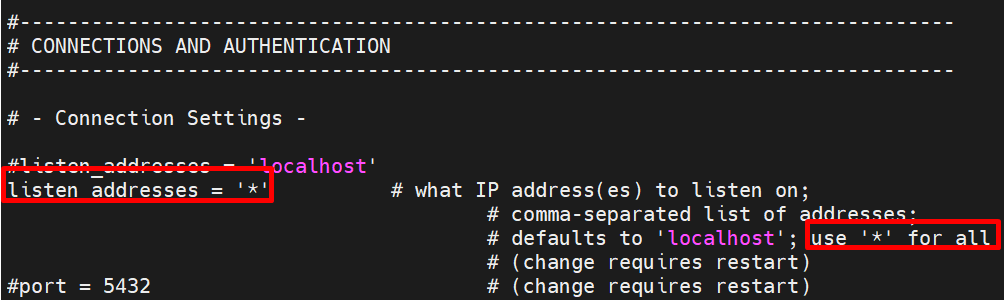 #------------------------------------------------------------------------------
# CONNECTIONS AND AUTHENTICATION
#------------------------------------------------------------------------------
# - Connection Settings -
#listen_addresses = 'localhost'
listen_addresses = '*'            # what IP address(es) to listen on;
                                        # comma-separated list of addresses;
                                        # defaults to 'localhost'; use '*' for all
                                        # (change requires restart)
#port = 5432                            # (change requires restart)